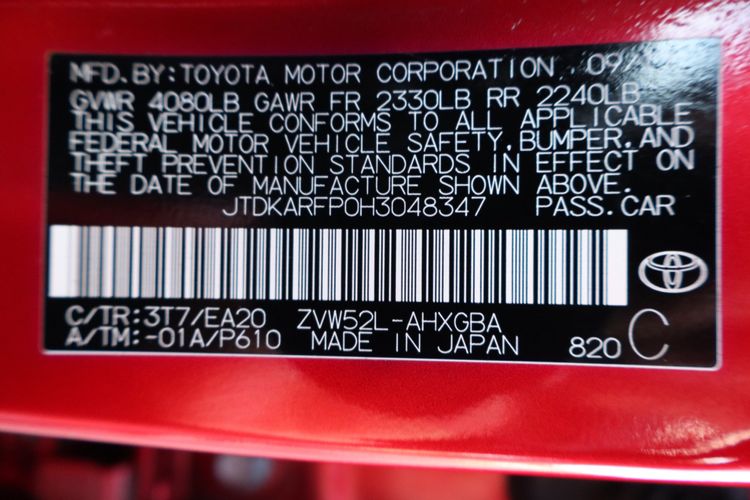 MFD.BY:TOYOTA MOTOR CORPORATION 09/
GVWR 4080LB GAWR FR 2330LB RR 2240LB
THIS VEHICLE CONFORMS TO ALL APPLICABLE
FEDERAL MOTOR VEHICLE SAFETY,BUMPER,AND
THEFT PREVENTION STANDARDS IN EFFECT ON
THE DATE OF MANUFACTURE SHOWN ABOVE.
JTDKARFP0H3048347 PASS.CAR
C/TR:3T7/EA20 ZVW52L-AHXGBA
A/TM:-01A/P610 MADE IN JAPAN 820 C